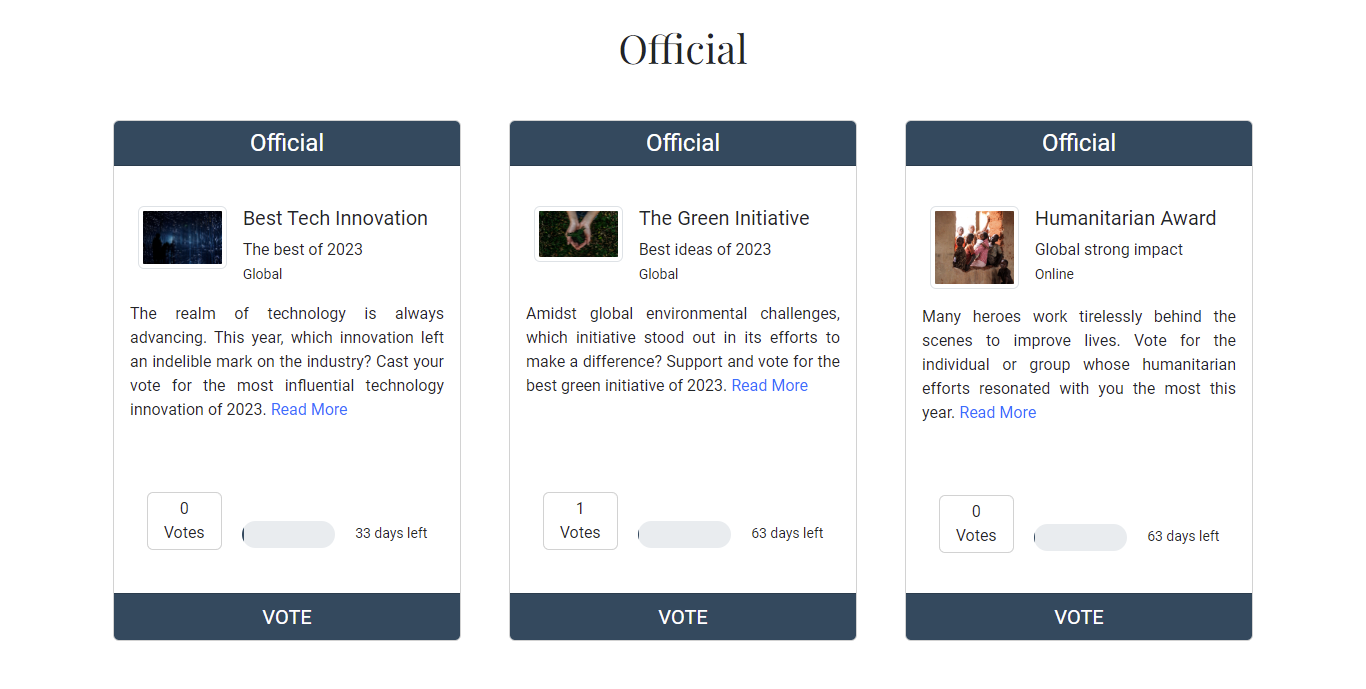 Official
Official
Best Tech Innovation
The best of 2023
Global
The realm of technology is always
advancing. This year, which innovation left
an indelible mark on the industry? Cast your
vote for the most influential technology
innovation of 2023. Read More
0
Votes
33 days left
VOTE
Official
The Green Initiative
Best ideas of 2023
Global
Amidst global environmental challenges,
which initiative stood out in its efforts to
make a difference? Support and vote for the
best green initiative of 2023. Read More
1
Votes
63 days left
VOTE
Official
Humanitarian Award
Global strong impact
Online
Many heroes work tirelessly behind the
scenes to improve lives. Vote for the
individual or group whose humanitarian
efforts resonated with you the most this
year. Read More
0
Votes
63 days left
VOTE